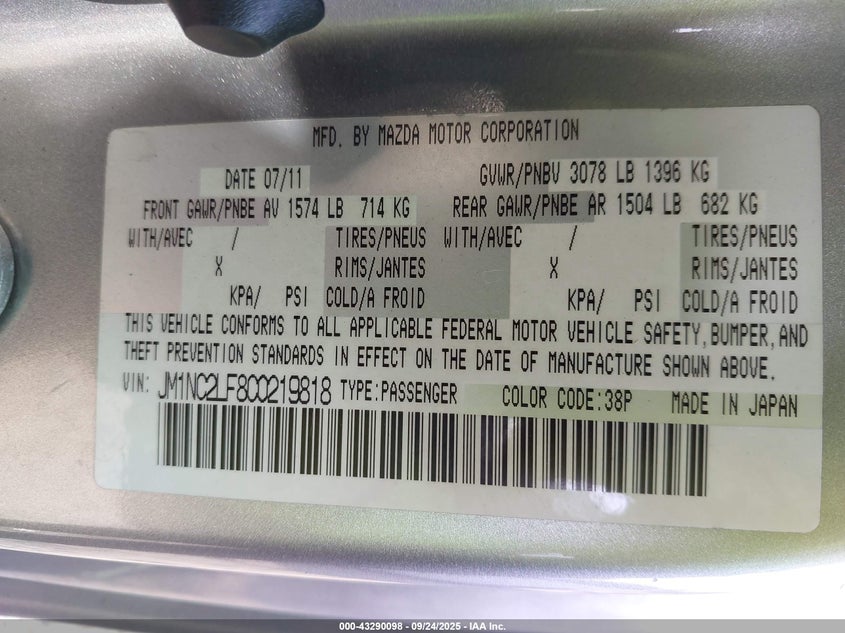 MFD. BY MAZDA MOTOR CORPORATION
DATE 07/11 GVWR/PNBV 3078 LB 1396 KG
FRONT GAWR/PNBE AV 1574 LB 714 KG REAR GAWR/PNBE AR 1504 LB 682 KG
WITH/AVEC / TIRES/PNEUS WITH/AVEC / TIRES/PNEUS
X RIMS/JANTES X RIMS/JANTES
KPA/ PSI COLD/A FROID KPA/ PSI COLD/A FROID
THIS VEHICLE CONFORMS TO ALL APPLICABLE FEDERAL MOTOR VEHICLE SAFETY, BUMPER, AND
THEFT PREVENTION STANDARDS IN EFFECT ON THE DATE OF MANUFACTURE SHOWN ABOVE.
VIN: JM1NC2LF8C0219818 TYPE:PASSENGER COLOR CODE:38P MADE IN JAPAN
000-43290098 - 09/24/2025 - IAA Inc.